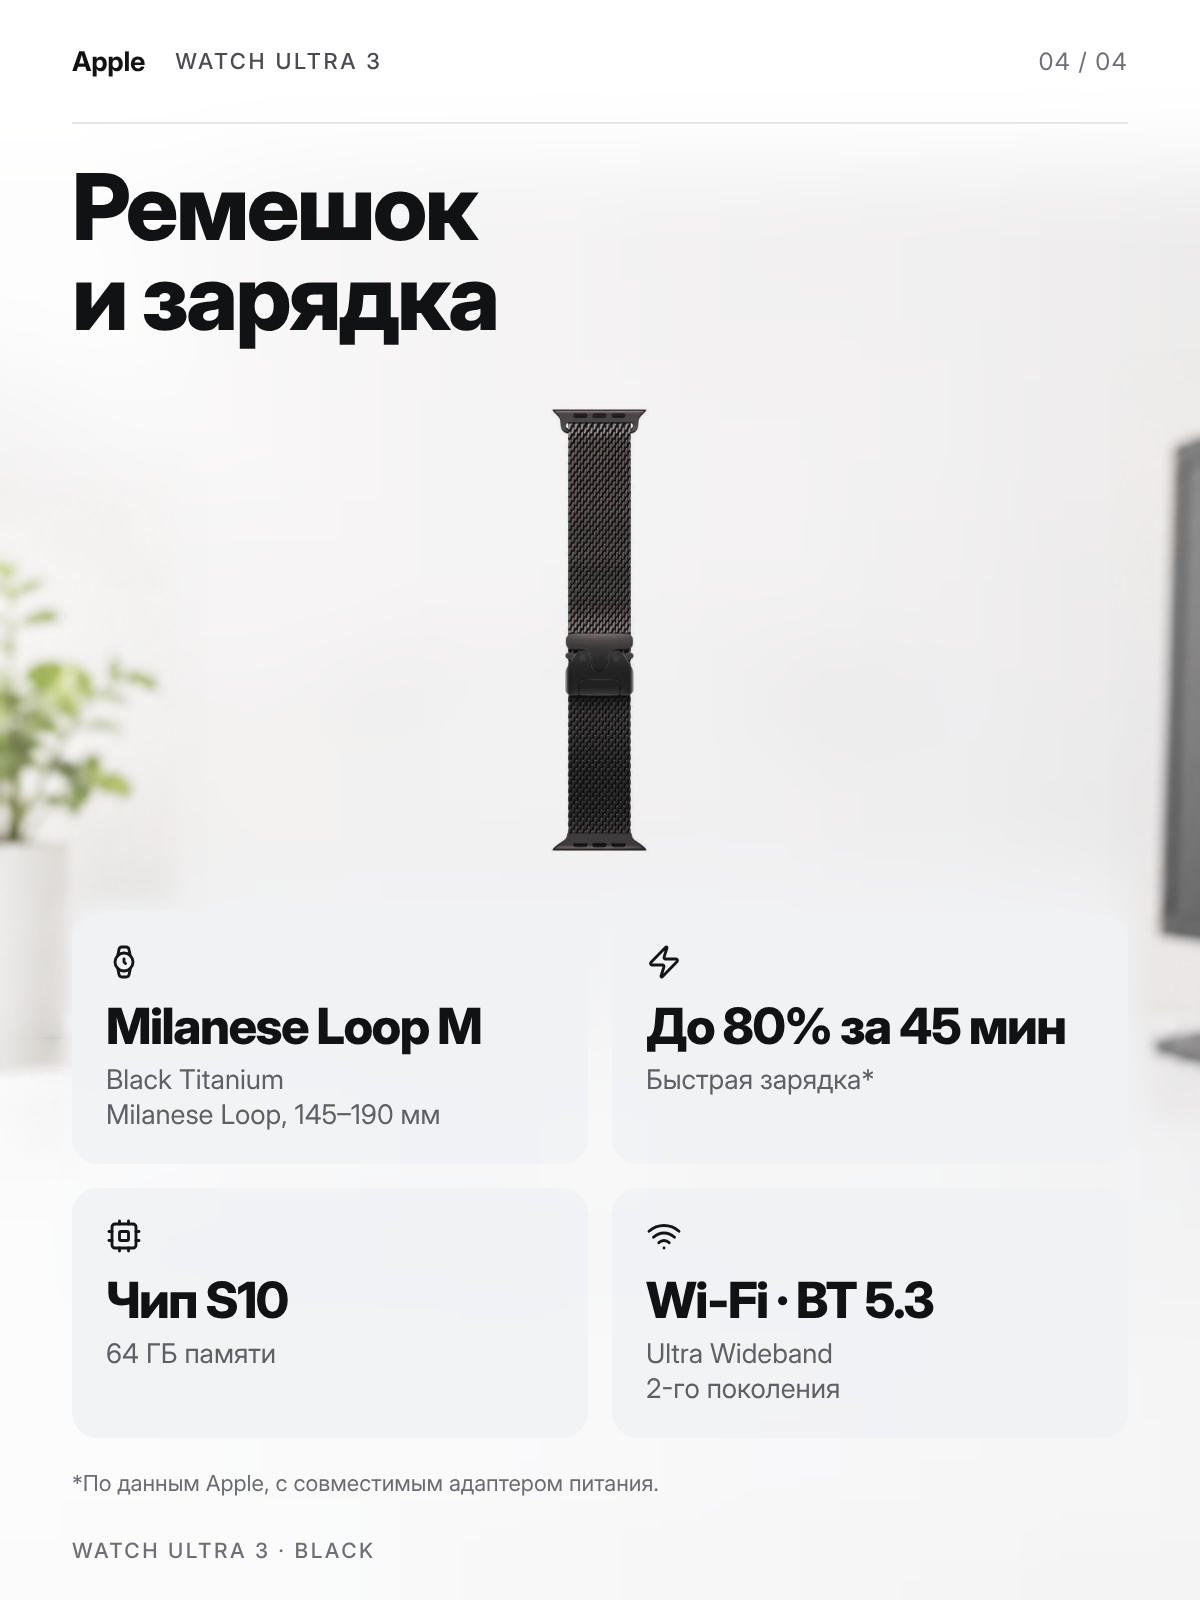 Apple WATCH ULTRA 3 04 / 04
Ремешок
и зарядка
Milanese Loop M
Black Titanium
Milanese Loop, 145–190 мм
До 80% за 45 мин
Быстрая зарядка*
Чип S10
64 ГБ памяти
Wi-Fi · BT 5.3
Ultra Wideband
2-го поколения
*По данным Apple, с совместимым адаптером питания.
WATCH ULTRA 3 · BLACK